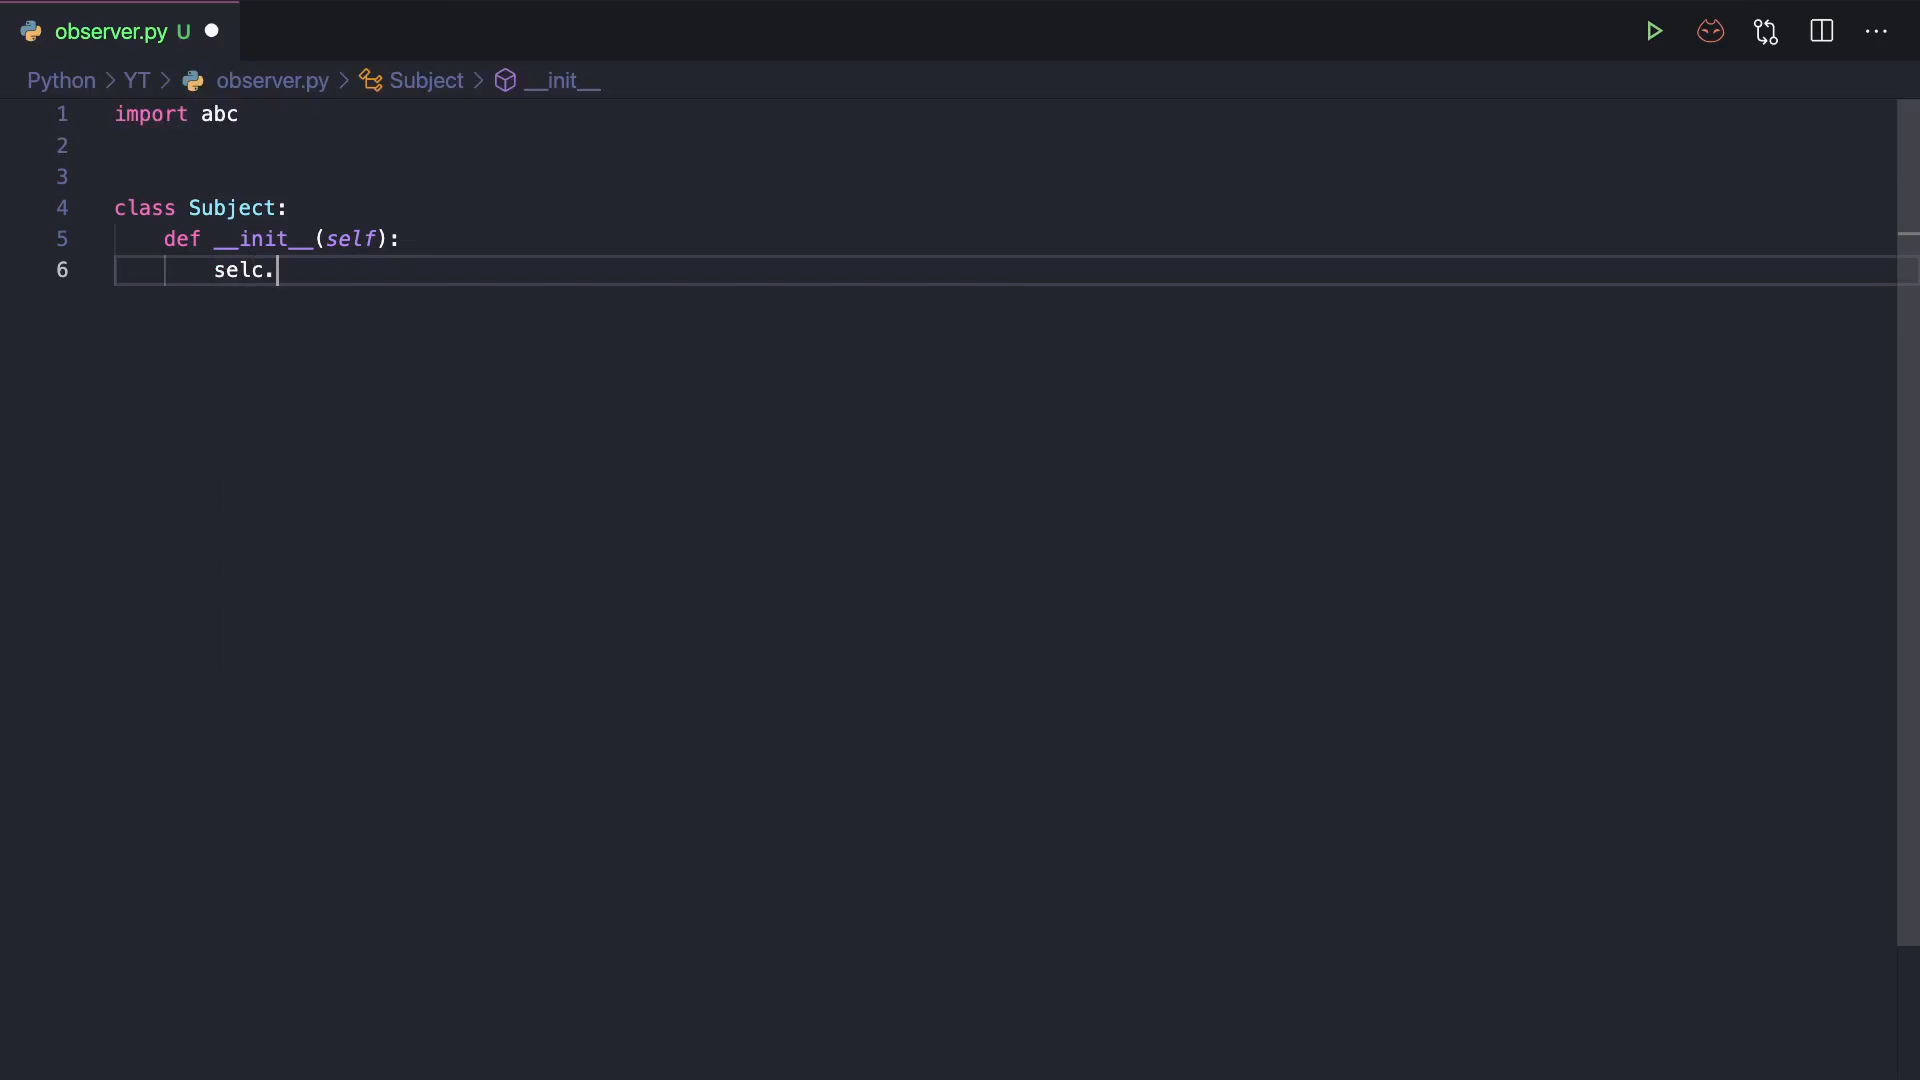 observer.py U
Python > YT > observer.py > Subject > __init__
1 import abc
2
3
4 class Subject:
5 def __init__(self):
6 selc.